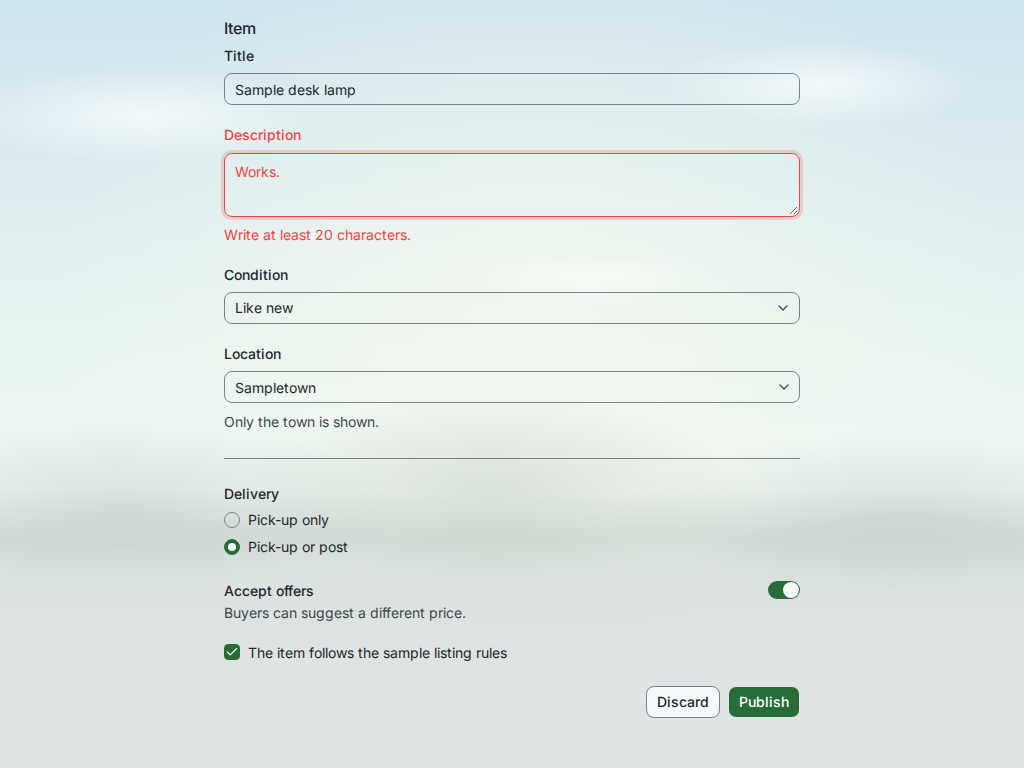 Item
Title
Sample desk lamp
Description
Works.
Write at least 20 characters.
Condition
Like new
Location
Sampletown
Only the town is shown.
Delivery
Pick-up only
Pick-up or post
Accept offers
Buyers can suggest a different price.
The item follows the sample listing rules
Discard
Publish